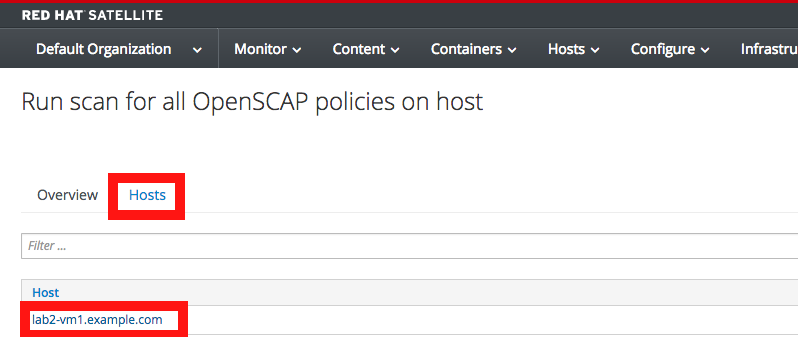 RED HAT SATELLITE
Default Organization Monitor Content Containers Hosts Configure Infrastru
Run scan for all OpenSCAP policies on host
Overview Hosts
Filter ...
Host
lab2-vm1.example.com